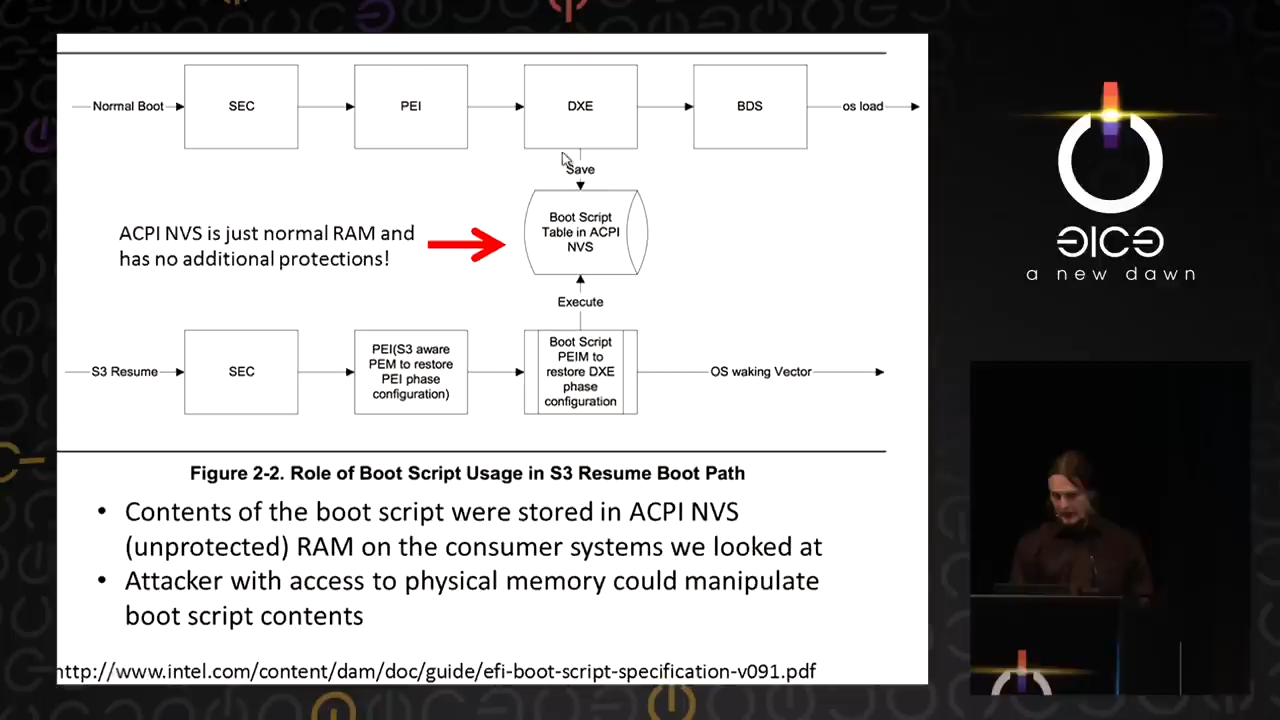 Normal Boot
SEC
PEI
DXE
BDS
os load
Save
Boot Script
Table in ACPI
NVS
ACPI NVS is just normal RAM and
has no additional protections!
Execute
S3 Resume
SEC
PEI(S3 aware
PEM to restore
PEI phase
configuration)
Boot Script
PEIM to
restore DXE
phase
configuration
OS waking Vector
Figure 2-2. Role of Boot Script Usage in S3 Resume Boot Path
• Contents of the boot script were stored in ACPI NVS
(unprotected) RAM on the consumer systems we looked at
• Attacker with access to physical memory could manipulate
boot script contents
http://www.intel.com/content/dam/doc/guide/efi-boot-script-specification-v091.pdf
a new dawn